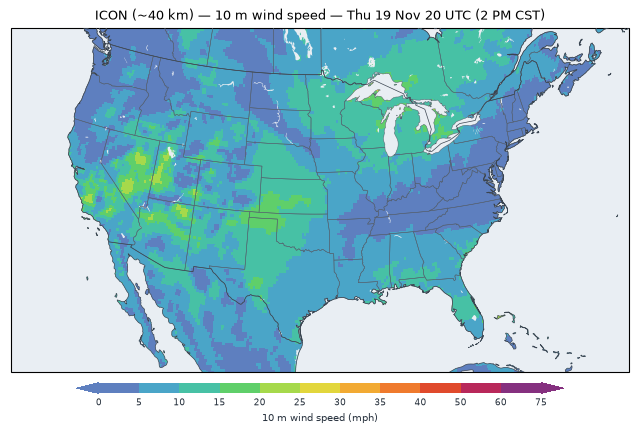 ICON (~40 km) — 10 m wind speed — Thu 19 Nov 20 UTC (2 PM CST)
0 5 10 15 20 25 30 35 40 50 60 75
10 m wind speed (mph)